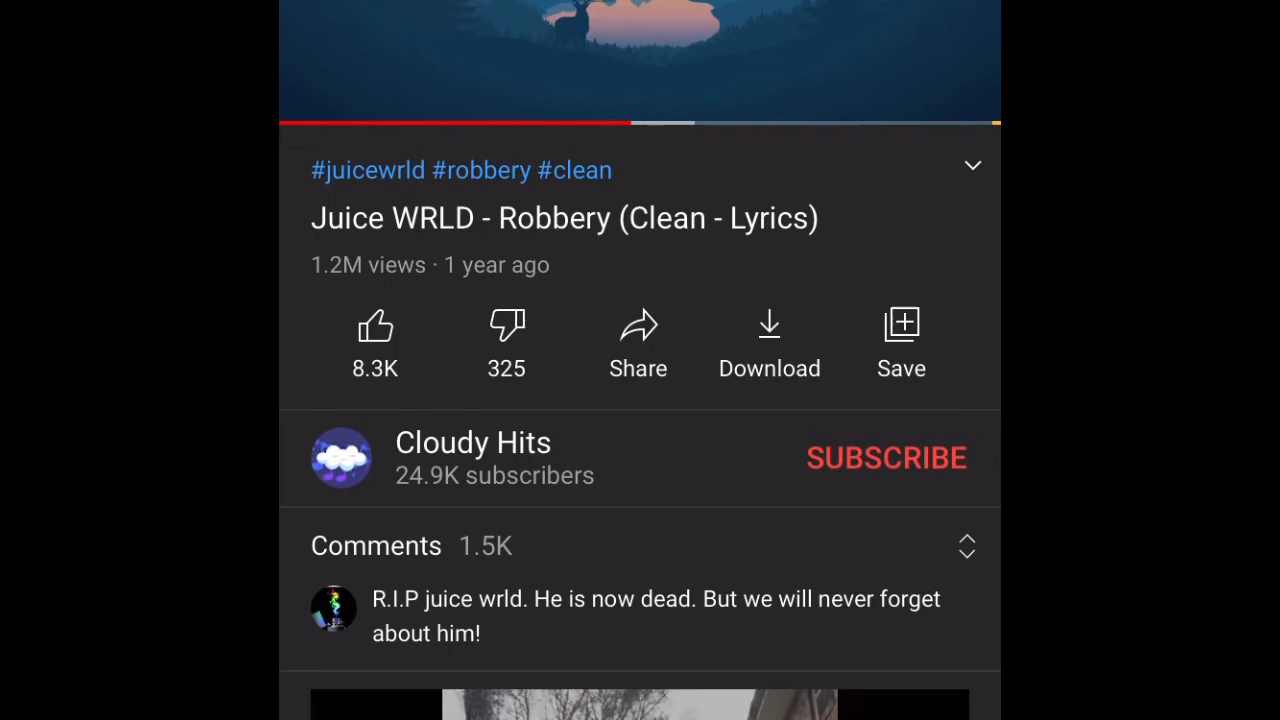 #juicewrld #robbery #clean
Juice WRLD - Robbery (Clean - Lyrics)
1.2M views · 1 year ago
8.3K 325 Share Download Save
Cloudy Hits
24.9K subscribers
SUBSCRIBE
Comments 1.5K
R.I.P juice wrld. He is now dead. But we will never forget
about him!